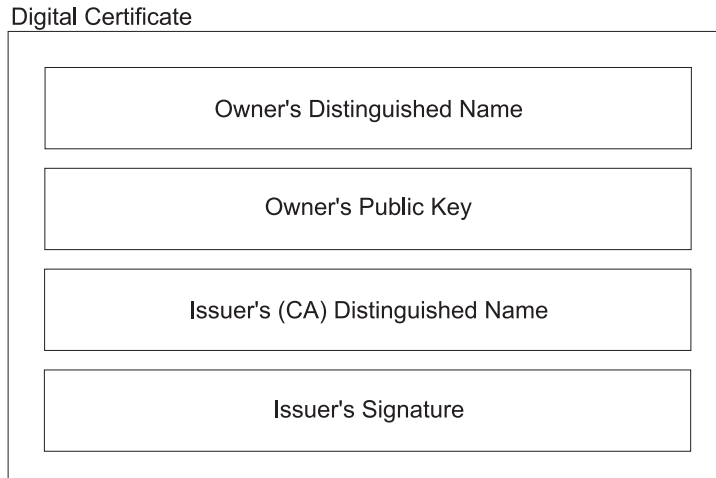 Digital Certificate
Owner's Distinguished Name
Owner's Public Key
Issuer's (CA) Distinguished Name
Issuer's Signature